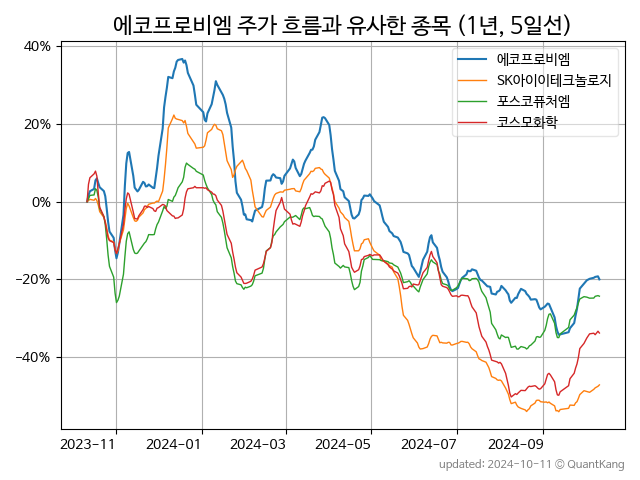 에코프로비엠 주가 흐름과 유사한 종목 (1년, 5일선)
에코프로비엠
SK아이이테크놀로지
포스코퓨처엠
코스모화학
40%
20%
0%
−20%
−40%
2023-11 2024-01 2024-03 2024-05 2024-07 2024-09
updated: 2024-10-11 © QuantKang